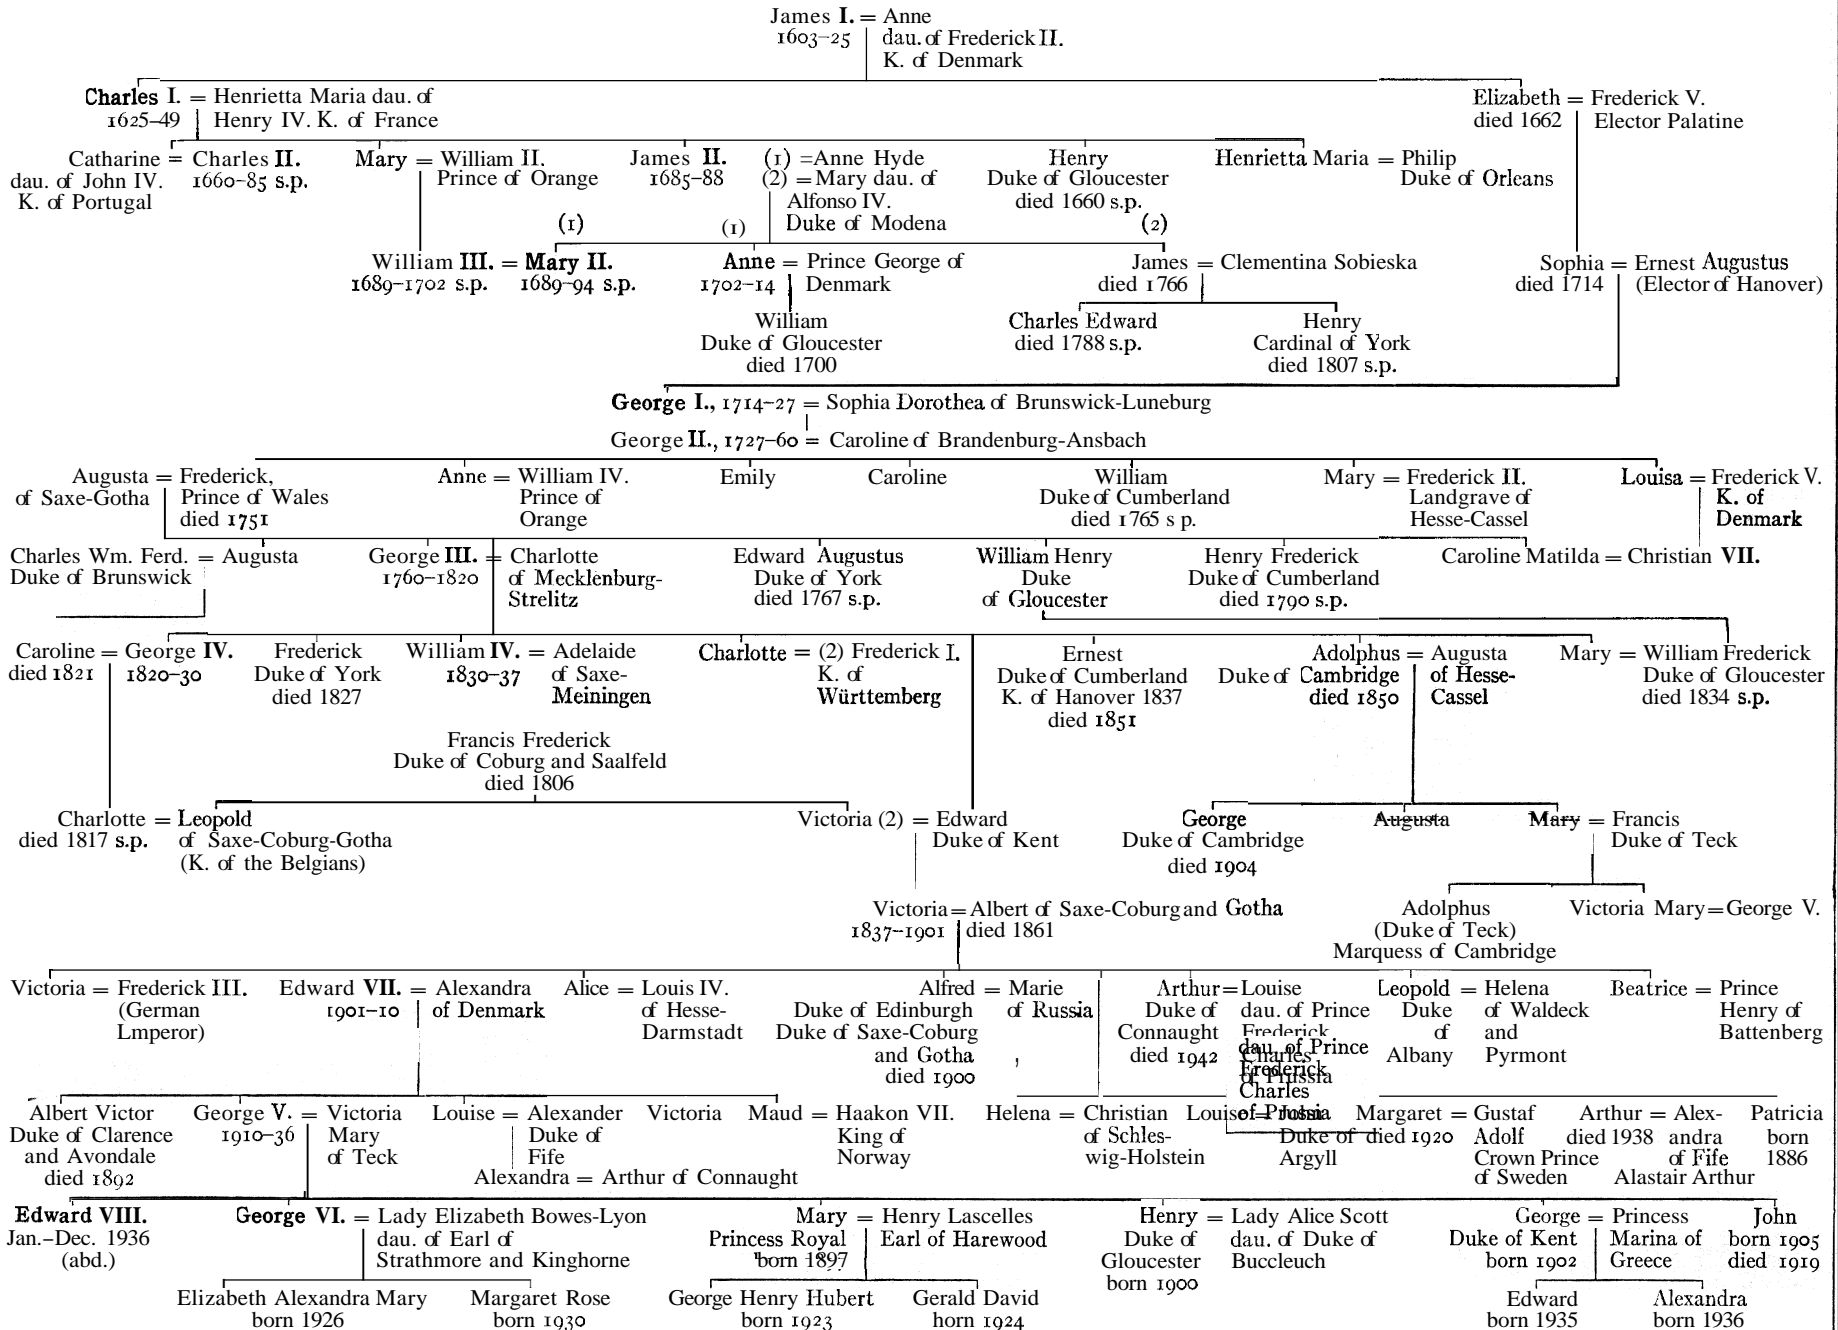 James I. = Anne
1603–25 dau. of Frederick II.
K. of Denmark
Charles I. = Henrietta Maria dau. of
1625–49 Henry IV. K. of France
Elizabeth = Frederick V.
died 1662 Elector Palatine
Catharine = Charles II.
dau. of John IV. 1660–85 s.p.
K. of Portugal
Mary = William II.
Prince of Orange
James II. (1) =Anne Hyde
1685–88 (2) =Mary dau. of
Alfonso IV.
Duke of Modena
Henry
Duke of Gloucester
died 1660 s.p.
Henrietta Maria = Philip
Duke of Orleans
(1) (1) (2)
William III. = Mary II.
1689–1702 s.p. 1689–94 s.p.
Anne = Prince George of
1702–14 Denmark
James = Clementina Sobieska
died 1766
Sophia = Ernest Augustus
died 1714 (Elector of Hanover)
William
Duke of Gloucester
died 1700
Charles Edward
died 1788 s.p.
Henry
Cardinal of York
died 1807 s.p.
George I., 1714–27 = Sophia Dorothea of Brunswick-Luneburg
George II., 1727–60 = Caroline of Brandenburg-Ansbach
Augusta = Frederick,
of Saxe-Gotha Prince of Wales
died 1751
Anne = William IV.
Prince of
Orange
Emily
Caroline
William
Duke of Cumberland
died 1765 s p.
Mary = Frederick II.
Landgrave of
Hesse-Cassel
Louisa = Frederick V.
K. of
Denmark
Charles Wm. Ferd. = Augusta
Duke of Brunswick
George III. = Charlotte
1760–1820 of Mecklenburg-
Strelitz
Edward Augustus
Duke of York
died 1767 s.p.
William Henry
Duke
of Gloucester
Henry Frederick
Duke of Cumberland
died 1790 s.p.
Caroline Matilda = Christian VII.
Caroline = George IV.
died 1821 1820–30
Frederick
Duke of York
died 1827
William IV. = Adelaide
1830–37 of Saxe-
Meiningen
Charlotte = (2) Frederick I.
K. of
Württemberg
Ernest
Duke of Cumberland
K. of Hanover 1837
died 1851
Adolphus = Augusta
Duke of Cambridge of Hesse-
died 1850 Cassel
Mary = William Frederick
Duke of Gloucester
died 1834 s.p.
Francis Frederick
Duke of Coburg and Saalfeld
died 1806
Charlotte = Leopold
died 1817 s.p. of Saxe-Coburg-Gotha
(K. of the Belgians)
Victoria (2) = Edward
Duke of Kent
George
Duke of Cambridge
died 1904
Augusta
Mary = Francis
Duke of Teck
Victoria = Albert of Saxe-Coburg and Gotha
1837–1901 died 1861
Adolphus
(Duke of Teck)
Marquess of Cambridge
Victoria Mary=George V.
Victoria = Frederick III.
(German
Lmperor)
Edward VII. = Alexandra
1901–10 of Denmark
Alice = Louis IV.
of Hesse-
Darmstadt
Alfred = Marie
Duke of Edinburgh of Russia
Duke of Saxe-Coburg
and Gotha
died 1900
Arthur=Louise
Duke of dau. of Prince
Connaught Frederick
died 1942 Charles
of Prussia
dau. of Prince
Frederick
Charles
of Prussia
Leopold = Helena
Duke of Waldeck
of and
Albany Pyrmont
Beatrice = Prince
Henry of
Battenberg
Albert Victor
Duke of Clarence
and Avondale
died 1892
George V. = Victoria
1910–36 Mary
of Teck
Louise = Alexander
Duke of
Fife
Victoria
Maud = Haakon VII.
King of
Norway
Helena = Christian
of Schles-
wig-Holstein
Louise = John
Duke of
Argyll
Margaret = Gustaf
died 1920 Adolf
Crown Prince
of Sweden
Arthur = Alex-
died 1938 andra
of Fife
Patricia
born
1886
Alexandra = Arthur of Connaught
Alastair Arthur
Edward VIII.
Jan.–Dec. 1936
(abd.)
George VI. = Lady Elizabeth Bowes-Lyon
dau. of Earl of
Strathmore and Kinghorne
Mary = Henry Lascelles
Princess Royal Earl of Harewood
born 1897
Henry = Lady Alice Scott
Duke of dau. of Duke of
Gloucester Buccleuch
born 1900
George = Princess
Duke of Kent Marina of
born 1902 Greece
John
born 1905
died 1919
Elizabeth Alexandra Mary
born 1926
Margaret Rose
born 1930
George Henry Hubert
born 1923
Gerald David
horn 1924
Edward
born 1935
Alexandra
born 1936